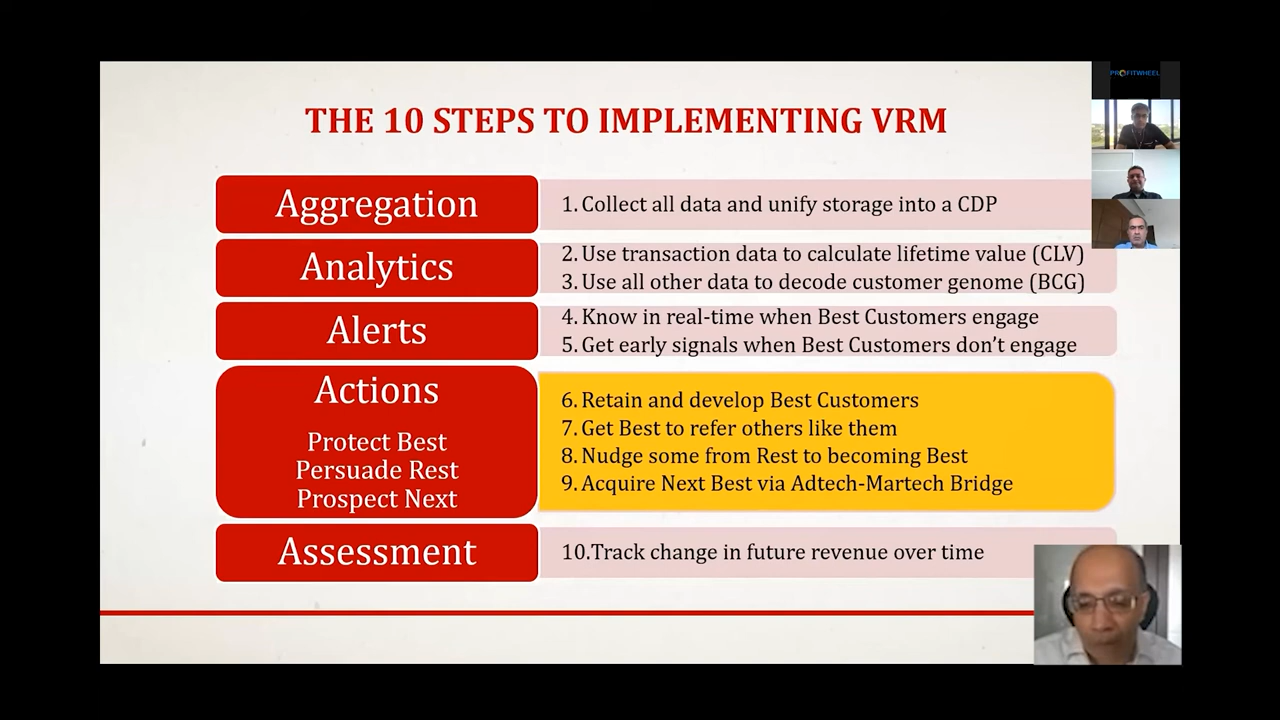 THE 10 STEPS TO IMPLEMENTING VRM
PROFITWHEEL
Aggregation
1. Collect all data and unify storage into a CDP
Analytics
2. Use transaction data to calculate lifetime value (CLV)
3. Use all other data to decode customer genome (BCG)
Alerts
4. Know in real-time when Best Customers engage
5. Get early signals when Best Customers don’t engage
Actions
Protect Best
Persuade Rest
Prospect Next
6. Retain and develop Best Customers
7. Get Best to refer others like them
8. Nudge some from Rest to becoming Best
9. Acquire Next Best via Adtech-Martech Bridge
Assessment
10.Track change in future revenue over time